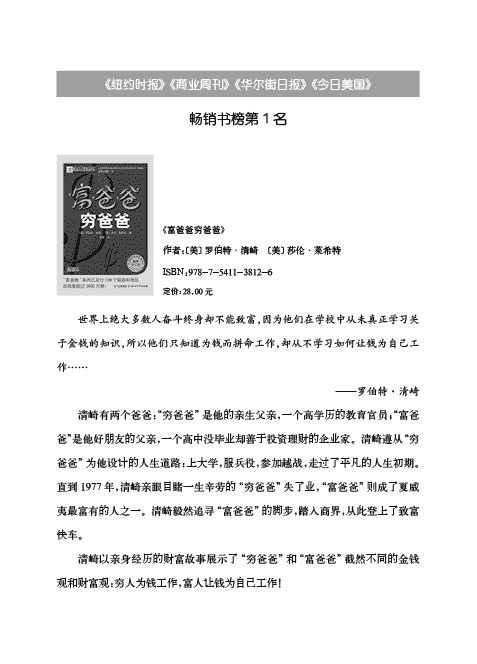 《纽约时报》《商业周刊》《华尔街日报》《今日美国》
畅销书榜第 1 名
富爸爸
穷爸爸
《富爸爸穷爸爸》
作者:〔美〕罗伯特·清崎 〔美〕莎伦·莱希特
ISBN:978-7-5411-3812-6
定价:28.00元
世界上绝大多数人奋斗终身却不能致富,因为他们在学校中从未真正学习关
于金钱的知识,所以他们只知道为钱而拼命工作,却从不学习如何让钱为自己工
作……
——罗伯特·清崎
清崎有两个爸爸:“穷爸爸”是他的亲生父亲,一个高学历的教育官员;“富爸
爸”是他好朋友的父亲,一个高中没毕业却善于投资理财的企业家。清崎遵从“穷
爸爸”为他设计的人生道路:上大学,服兵役,参加越战,走过了平凡的人生初期。
直到 1977 年,清崎亲眼目睹一生辛劳的“穷爸爸”失了业,“富爸爸”则成了夏威
夷最富有的人之一。清崎毅然追寻“富爸爸”的脚步,踏入商界,从此登上了致富
快车。
清崎以亲身经历的财富故事展示了“穷爸爸”和“富爸爸”截然不同的金钱
观和财富观:穷人为钱工作,富人让钱为自己工作!